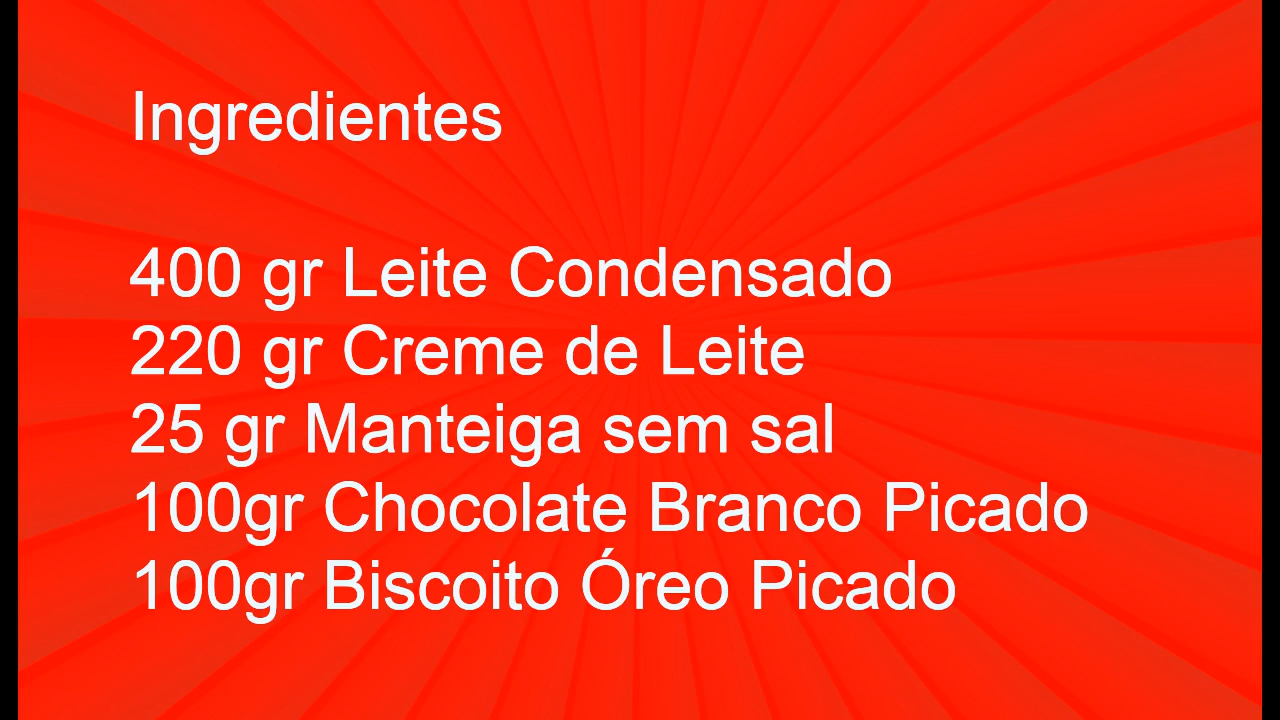 Ingredientes
400 gr Leite Condensado
220 gr Creme de Leite
25 gr Manteiga sem sal
100gr Chocolate Branco Picado
100gr Biscoito Óreo Picado